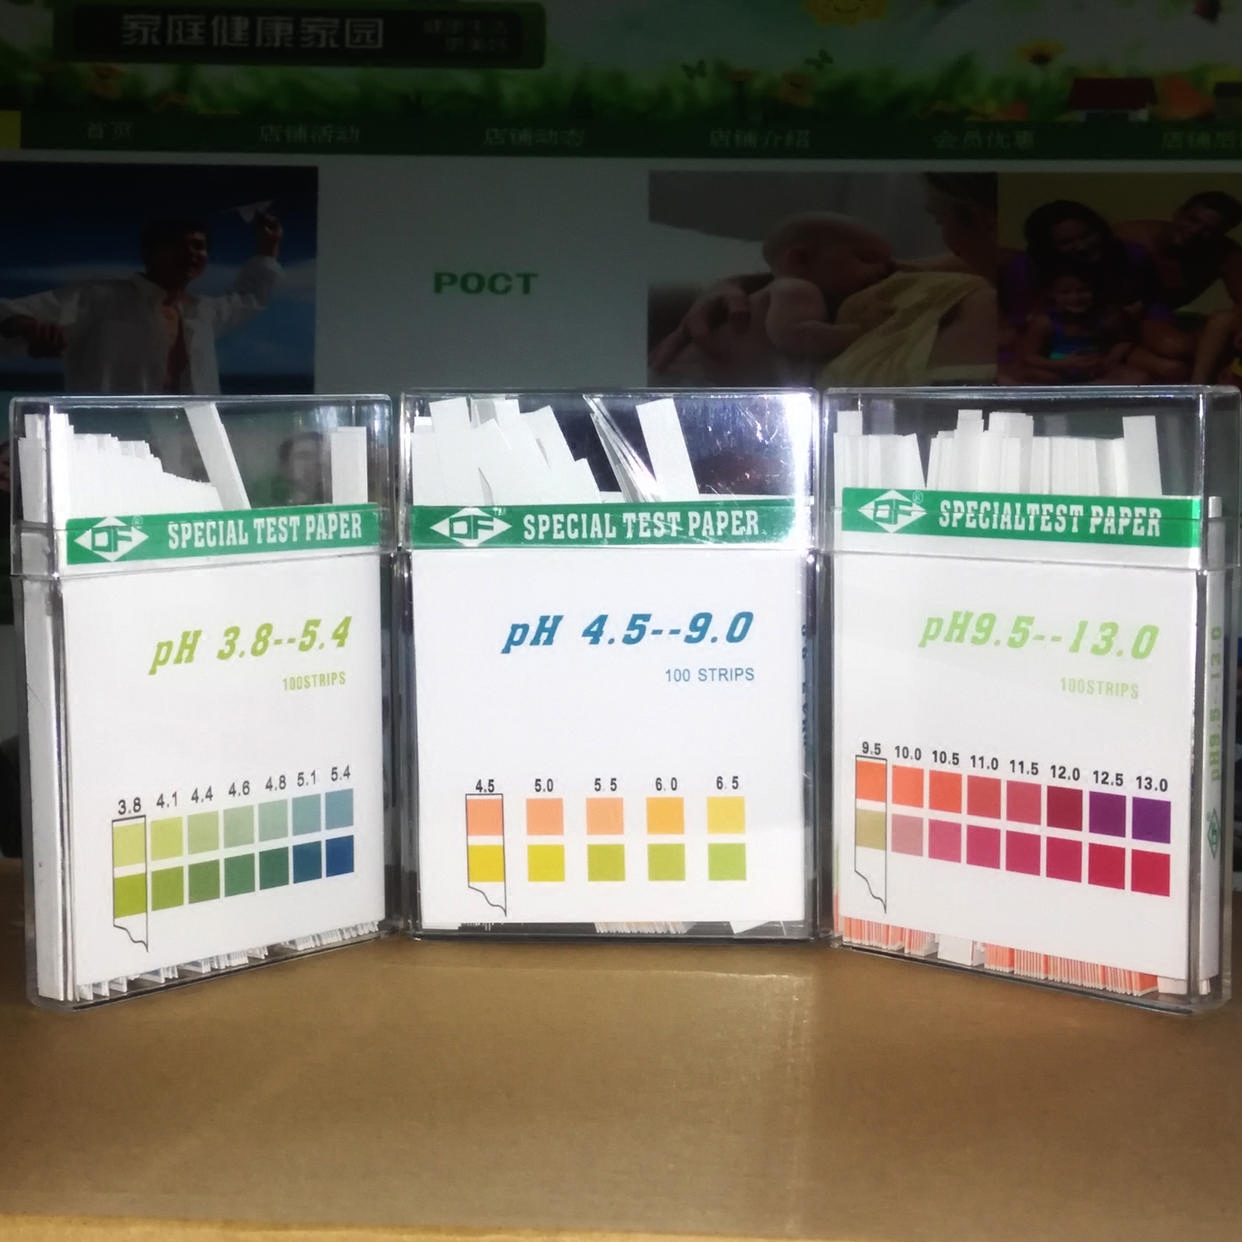 家庭健康家园
首页 店铺活动 店铺动态 店铺介绍 会员优惠
POCT
DF® SPECIAL TEST PAPER
pH 3.8--5.4
100STRIPS
3.8 4.1 4.4 4.6 4.8 5.1 5.4
DF SPECIAL TEST PAPER
pH 4.5--9.0
100 STRIPS
4.5 5.0 5.5 6.0 6.5
DF® SPECIALTEST PAPER
pH9.5--13.0
100STRIPS
9.5 10.0 10.5 11.0 11.5 12.0 12.5 13.0
pH9.5--13.0